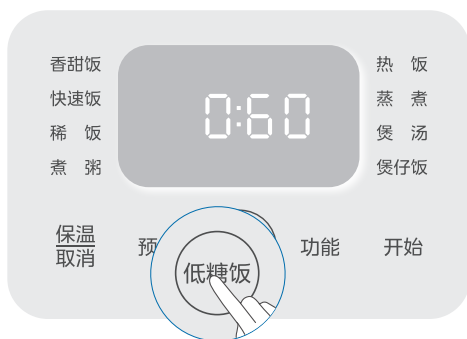 香甜饭
快速饭
稀 饭
煮 粥
0:60
热 饭
蒸 煮
煲 汤
煲仔饭
保温
取消
预
低糖饭
功能
开始